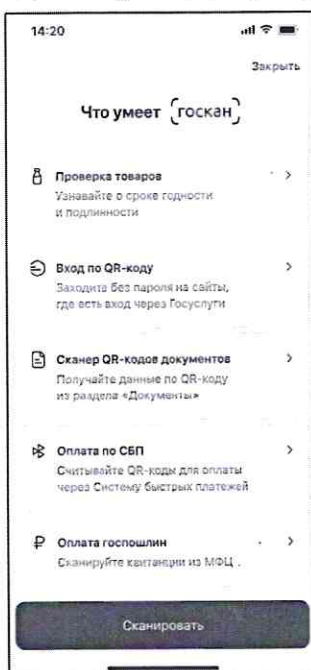 14:20
Закрыть
Что умеет госкан
Проверка товаров
Узнавайте о сроке годности
и подлинности
Вход по QR-коду
Заходите без пароля на сайты,
где есть вход через Госуслуги
Сканер QR-кодов документов
Получайте данные по QR-коду
из раздела «Документы»
Оплата по СБП
Считывайте QR-коды для оплаты
через Систему быстрых платежей
Оплата госпошлин
Сканируйте квитанции из МФЦ
Сканировать